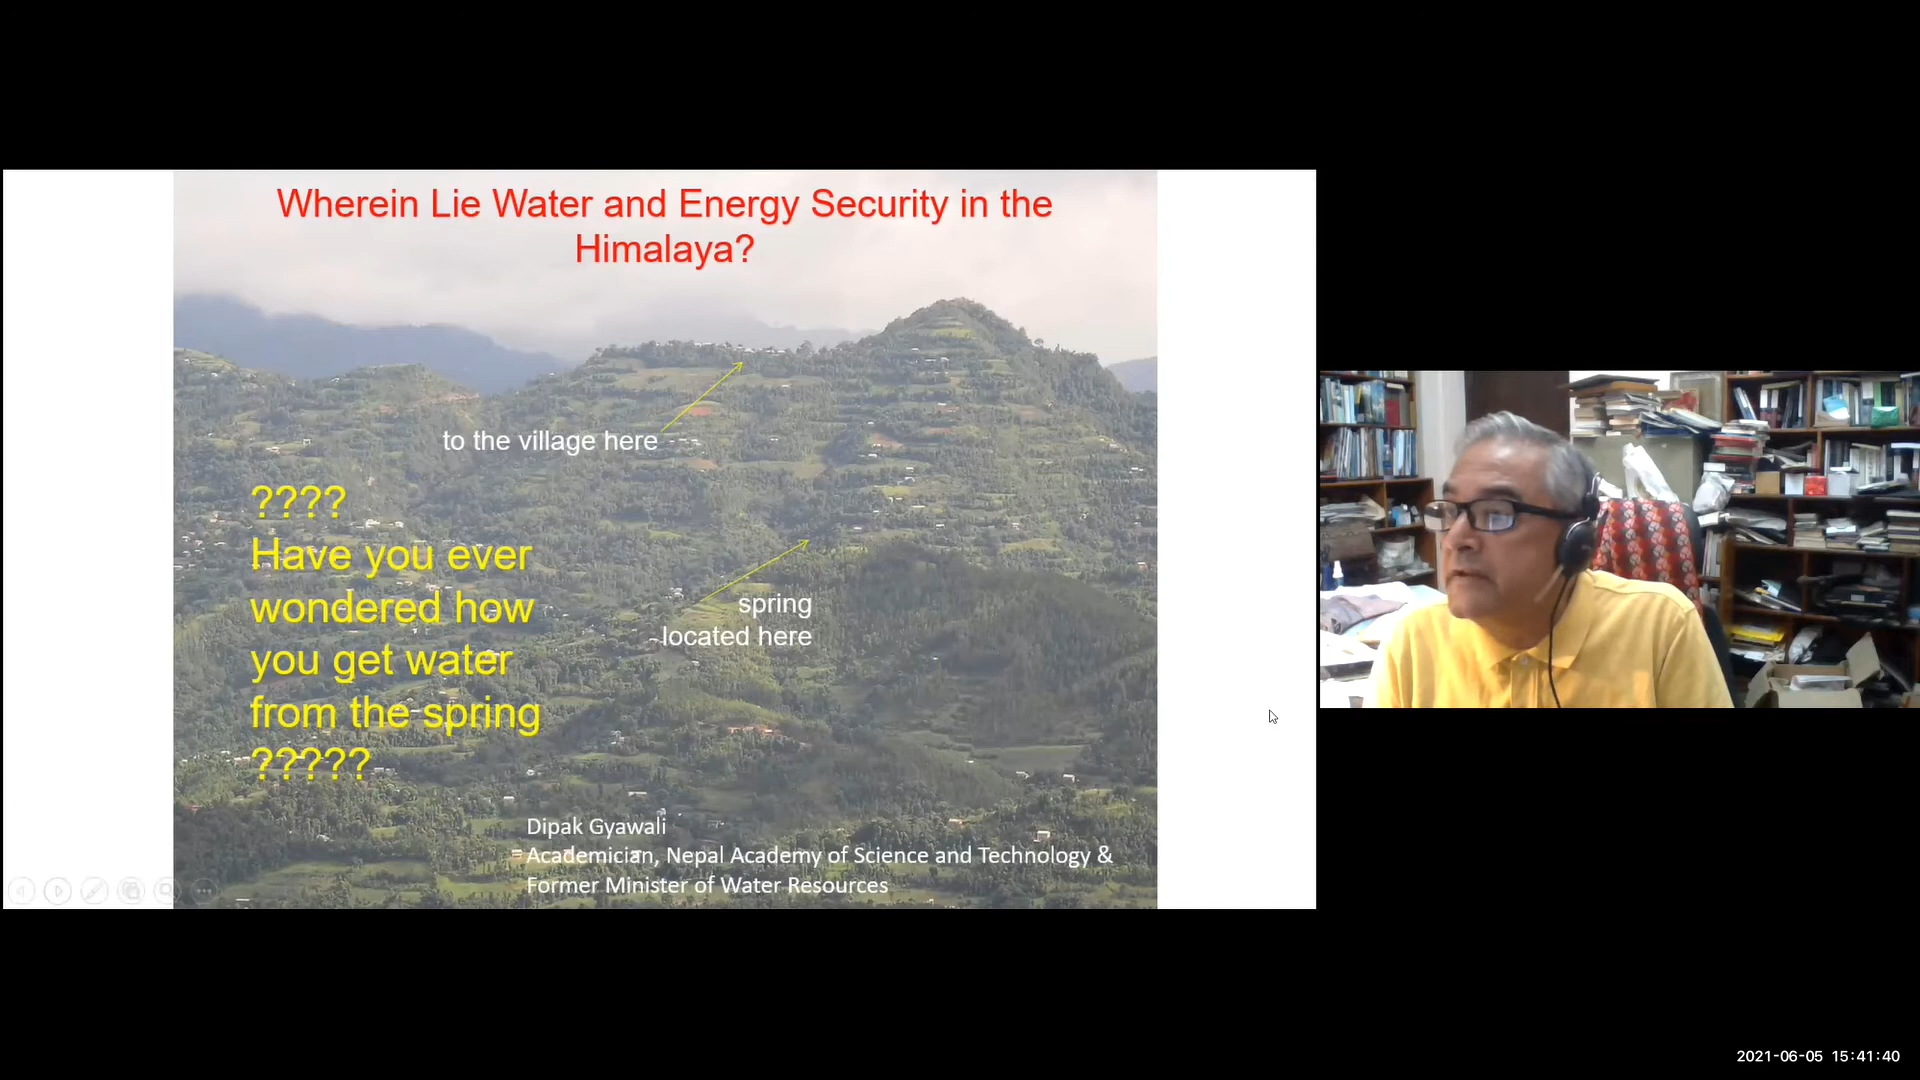 Wherein Lie Water and Energy Security in the
Himalaya?
to the village here
????
Have you ever
wondered how
you get water
from the spring
?????
spring
located here
Dipak Gyawali
Academician, Nepal Academy of Science and Technology &
Former Minister of Water Resources
2021-06-05 15:41:40